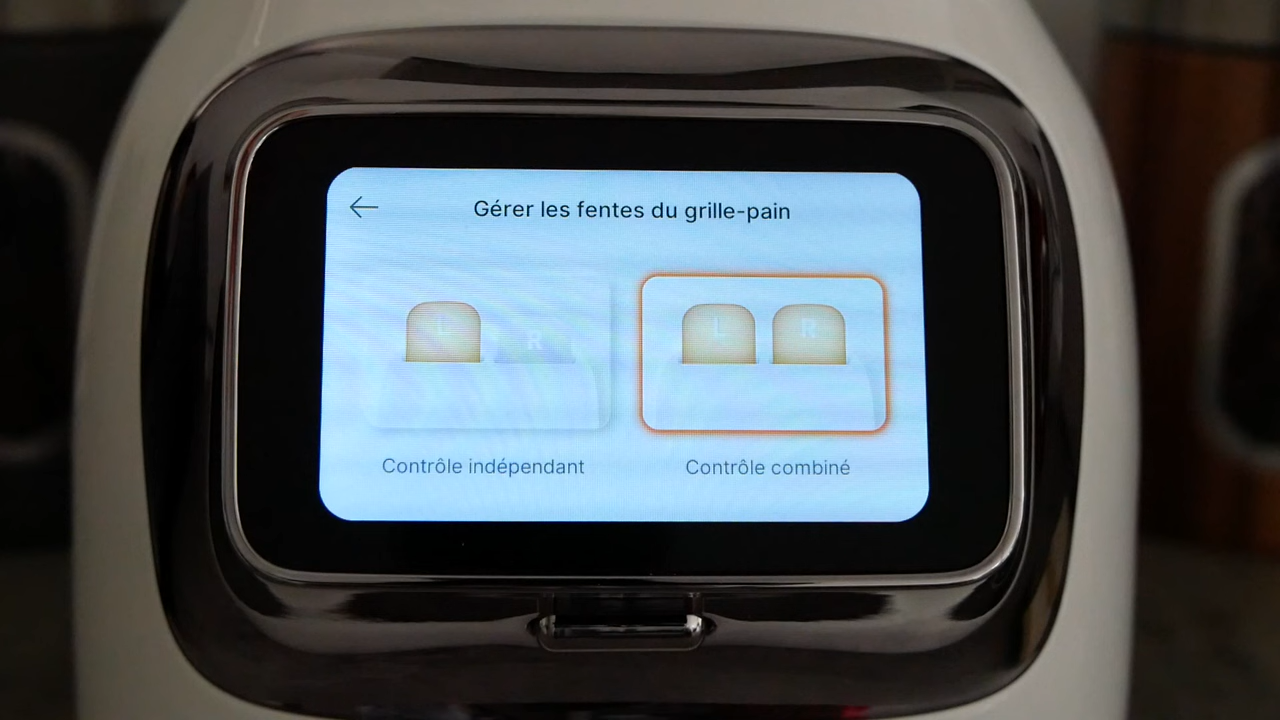 Gérer les fentes du grille-pain
L R
L R
Contrôle indépendant
Contrôle combiné